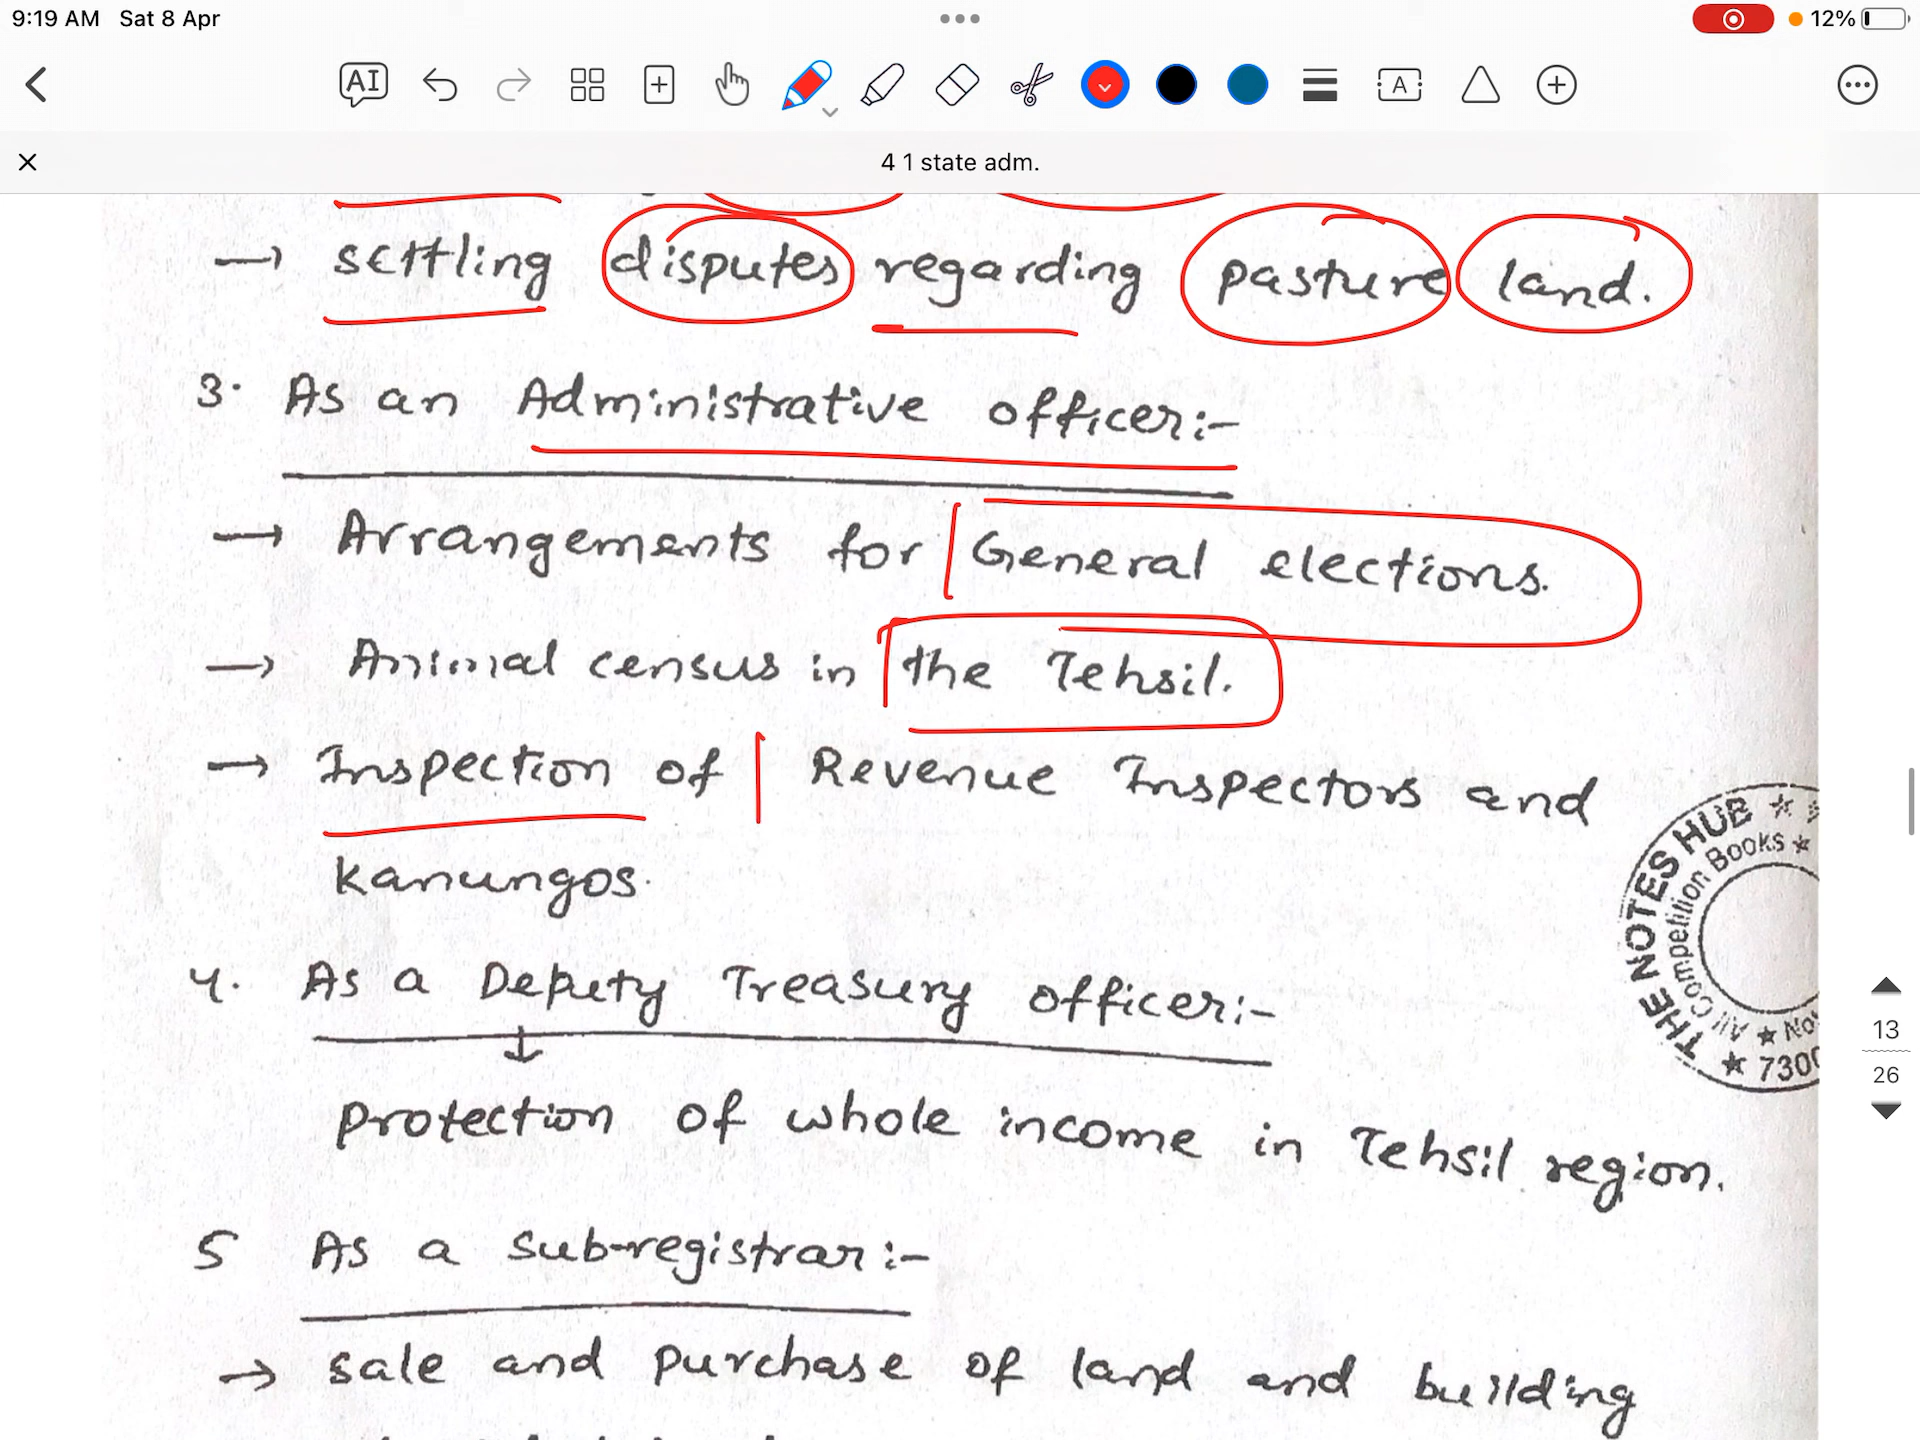 9:19 AM Sat 8 Apr
12%
AI
A
4 1 state adm.
→ settling disputes regarding pasture land.
3. As an Administrative officer:-
→ Arrangements for General elections.
→ Animal census in the Tehsil.
→ Inspection of Revenue Inspectors and
kanungos.
4. As a Deputy Treasury officer:-
↓
protection of whole income in Tehsil region.
5 As a sub-registrar:-
→ sale and purchase of land and building
THE NOTES HUB
All Competition Books
7300
13
26